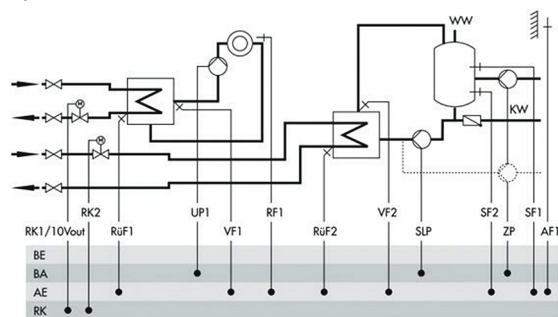 WW
M
KW
M
RK2
UP1
RF1
VF2
SF2
SF1
RK1/10Vout
RüF1
VF1
RüF2
SLP
ZP
AF1
BE
BA
AE
RK